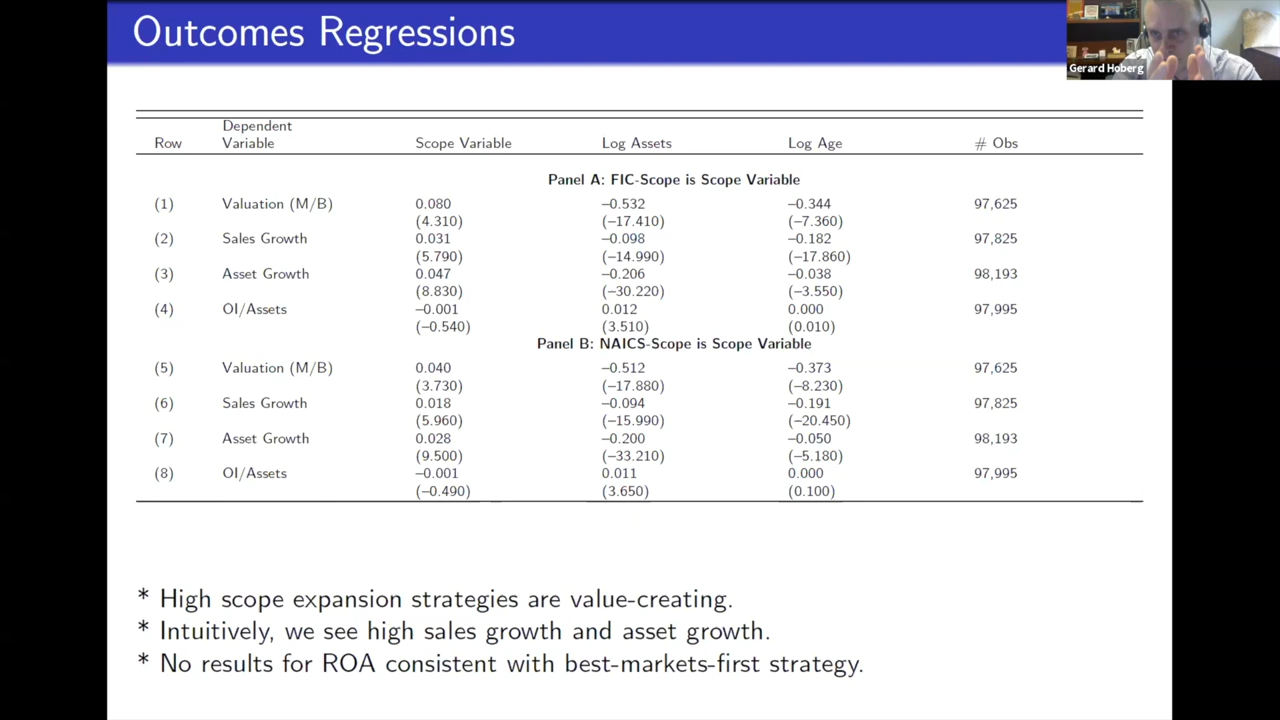 Outcomes Regressions
Gerard Hoberg
Dependent
Row Variable Scope Variable Log Assets Log Age # Obs
Panel A: FIC-Scope is Scope Variable
(1) Valuation (M/B) 0.080 –0.532 –0.344 97,625
(4.310) (–17.410) (–7.360)
(2) Sales Growth 0.031 –0.098 –0.182 97,825
(5.790) (–14.990) (–17.860)
(3) Asset Growth 0.047 –0.206 –0.038 98,193
(8.830) (–30.220) (–3.550)
(4) OI/Assets –0.001 0.012 0.000 97,995
(–0.540) (3.510) (0.010)
Panel B: NAICS-Scope is Scope Variable
(5) Valuation (M/B) 0.040 –0.512 –0.373 97,625
(3.730) (–17.880) (–8.230)
(6) Sales Growth 0.018 –0.094 –0.191 97,825
(5.960) (–15.990) (–20.450)
(7) Asset Growth 0.028 –0.200 –0.050 98,193
(9.500) (–33.210) (–5.180)
(8) OI/Assets –0.001 0.011 0.000 97,995
(–0.490) (3.650) (0.100)
* High scope expansion strategies are value-creating.
* Intuitively, we see high sales growth and asset growth.
* No results for ROA consistent with best-markets-first strategy.